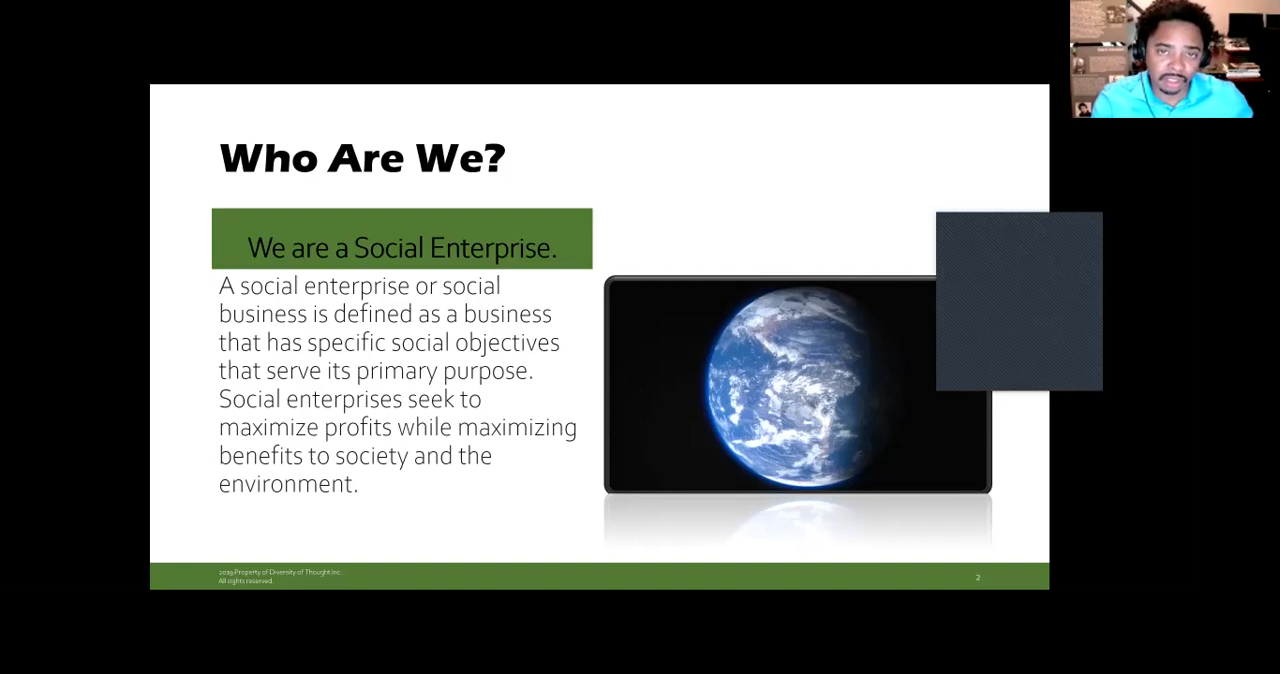 Who Are We?
We are a Social Enterprise.
A social enterprise or social
business is defined as a business
that has specific social objectives
that serve its primary purpose.
Social enterprises seek to
maximize profits while maximizing
benefits to society and the
environment.
2019 Property of Diversity of Thought Inc.
All rights reserved.
2